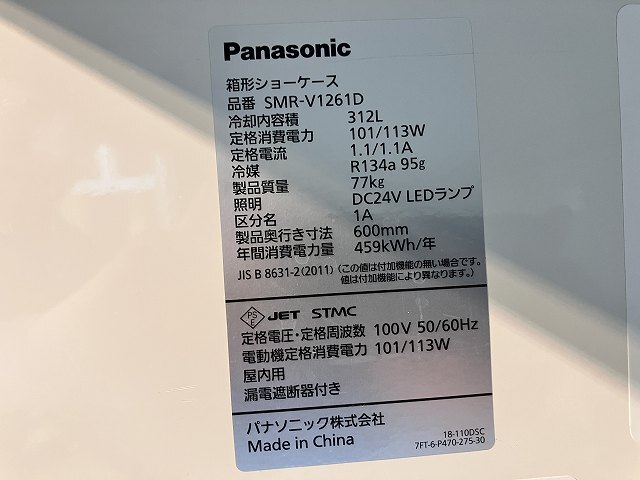 Panasonic
箱形ショーケース
品番 SMR-V1261D
冷却内容積 312L
定格消費電力 101/113W
定格電流 1.1/1.1A
冷媒 R134a 95g
製品質量 77kg
照明 DC24V LEDランプ
区分名 1A
製品奥行き寸法 600mm
年間消費電力量 459kWh/年
JIS B 8631-2(2011) (この値は付加機能の無い場合です。
値は付加機能により異なります。)
PS E JET STMC
定格電圧・定格周波数 100V 50/60Hz
電動機定格消費電力 101/113W
屋内用
漏電遮断器付き
パナソニック株式会社
Made in China
18-110DSC
7FT-6-P470-275-30